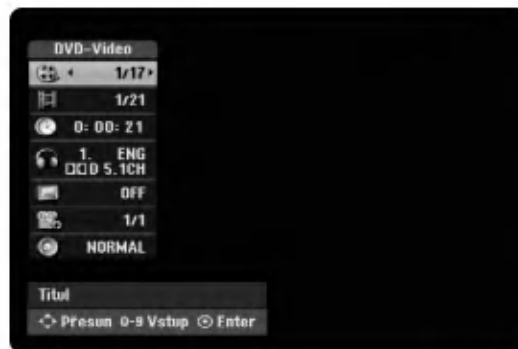 DVD-Video
1/17
1/21
0: 00: 21
1. ENG
D 5.1CH
OFF
1/1
NORMAL
Titul
Přesun 0-9 Vstup Enter